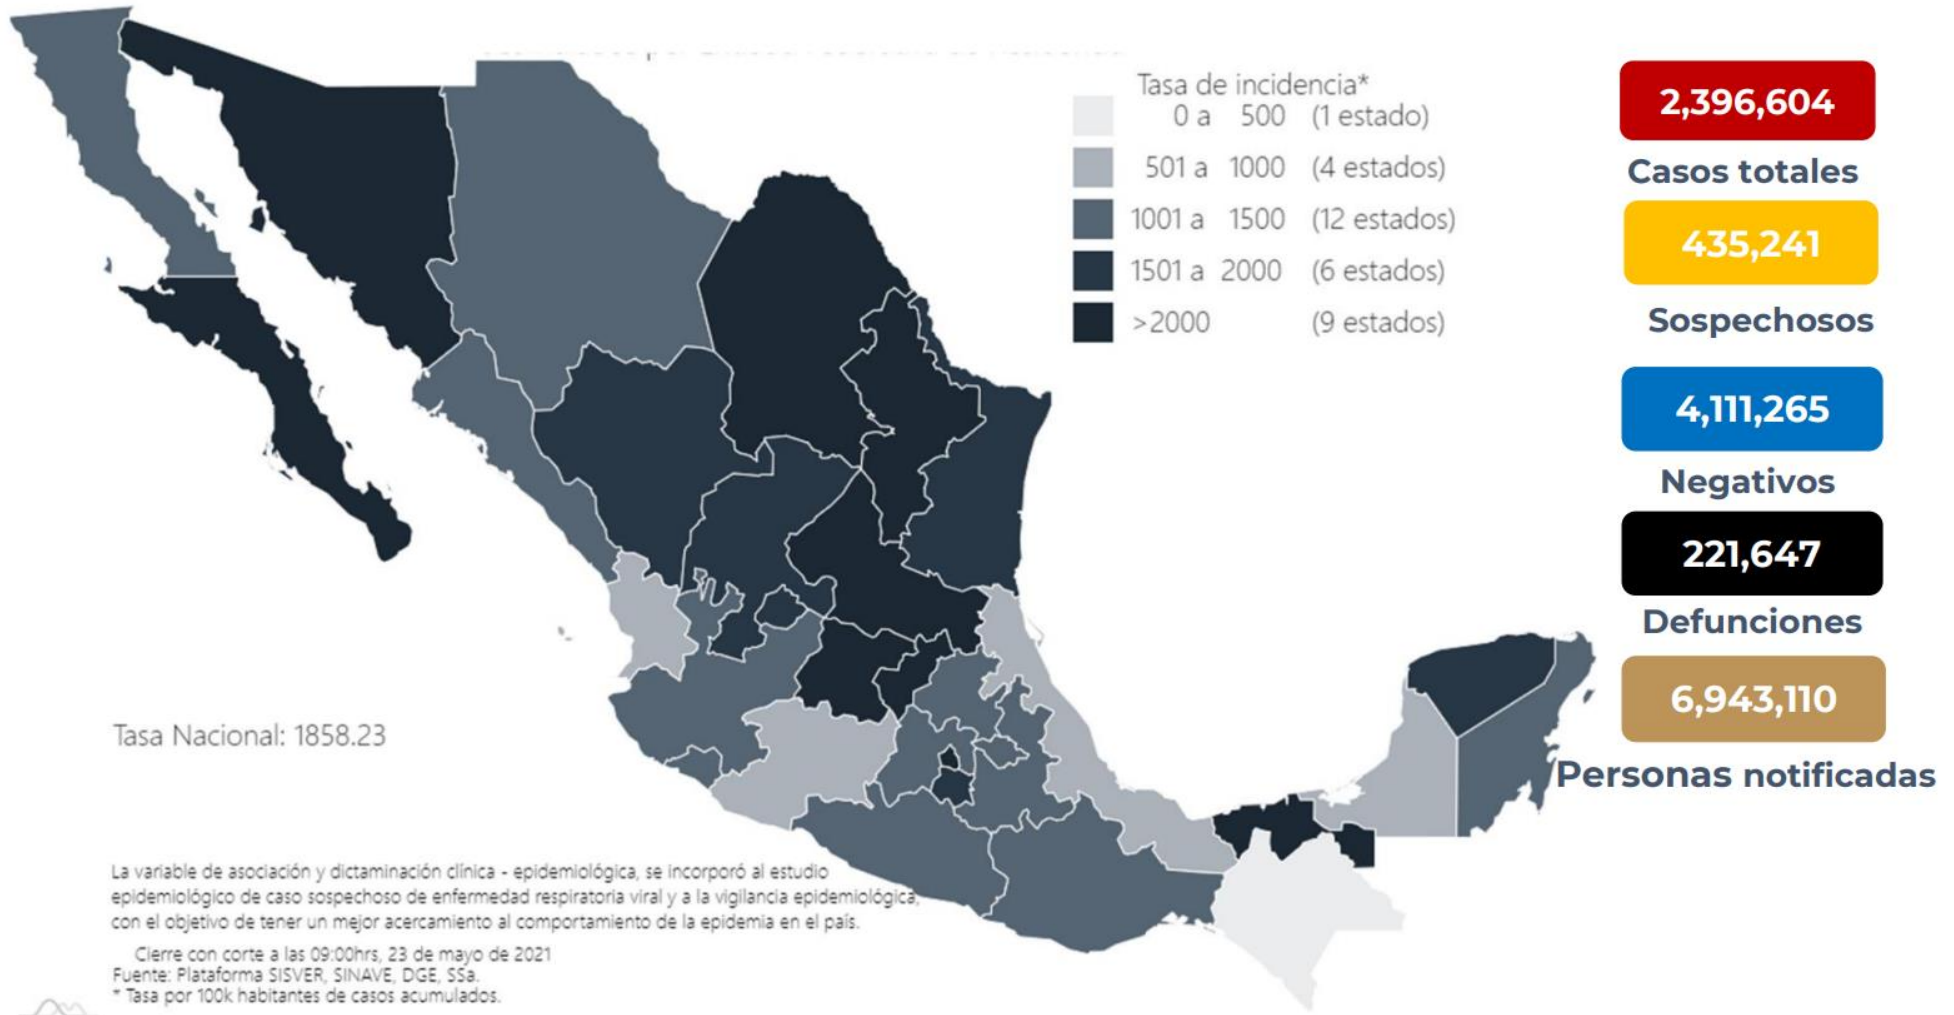 Tasa de incidencia*
0 a 500 (1 estado)
501 a 1000 (4 estados)
1001 a 1500 (12 estados)
1501 a 2000 (6 estados)
>2000 (9 estados)
2,396,604
Casos totales
435,241
Sospechosos
4,111,265
Negativos
221,647
Defunciones
6,943,110
Personas notificadas
Tasa Nacional: 1858.23
La variable de asociación y dictaminación clínica - epidemiológica, se incorporó al estudio
epidemiológico de caso sospechoso de enfermedad respiratoria viral y a la vigilancia epidemiológica,
con el objetivo de tener un mejor acercamiento al comportamiento de la epidemia en el país.
Cierre con corte a las 09:00hrs, 23 de mayo de 2021
Fuente: Plataforma SISVER, SINAVE, DGE, SSa.
* Tasa por 100k habitantes de casos acumulados.